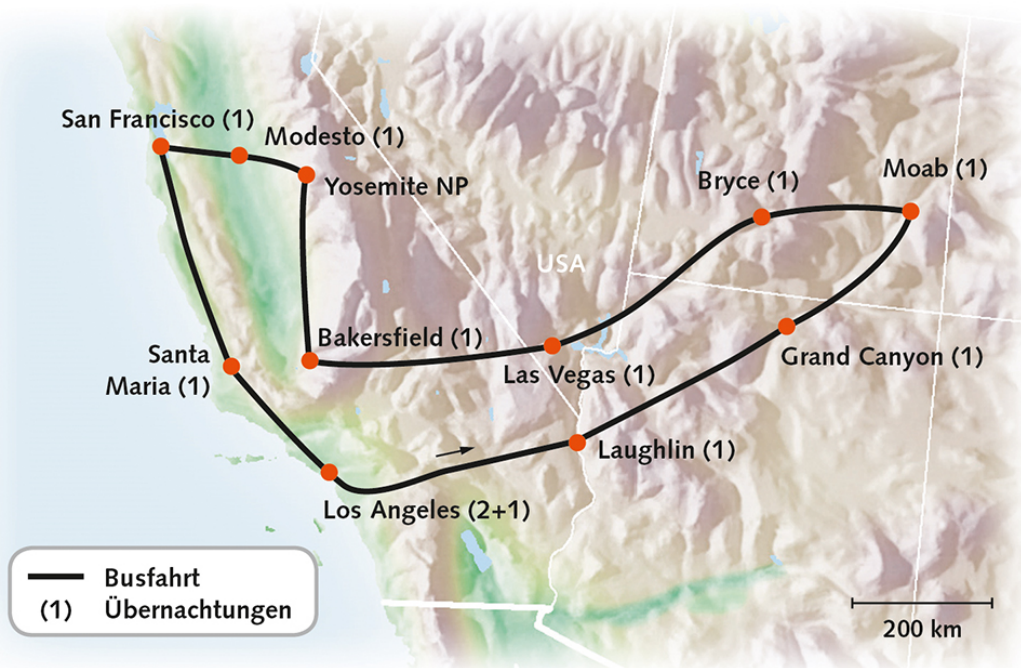 San Francisco (1)
Modesto (1)
Yosemite NP
Moab (1)
Bryce (1)
USA
Bakersfield (1)
Santa
Maria (1)
Las Vegas (1)
Grand Canyon (1)
Laughlin (1)
Los Angeles (2+1)
Busfahrt
(1) Übernachtungen
200 km